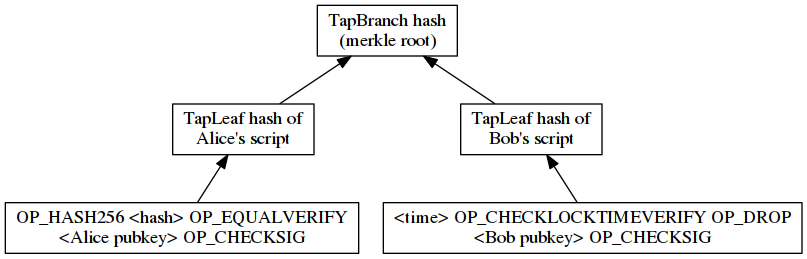 TapBranch hash
(merkle root)
TapLeaf hash of
Alice's script
TapLeaf hash of
Bob's script
OP_HASH256 <hash> OP_EQUALVERIFY
<Alice pubkey> OP_CHECKSIG
<time> OP_CHECKLOCKTIMEVERIFY OP_DROP
<Bob pubkey> OP_CHECKSIG